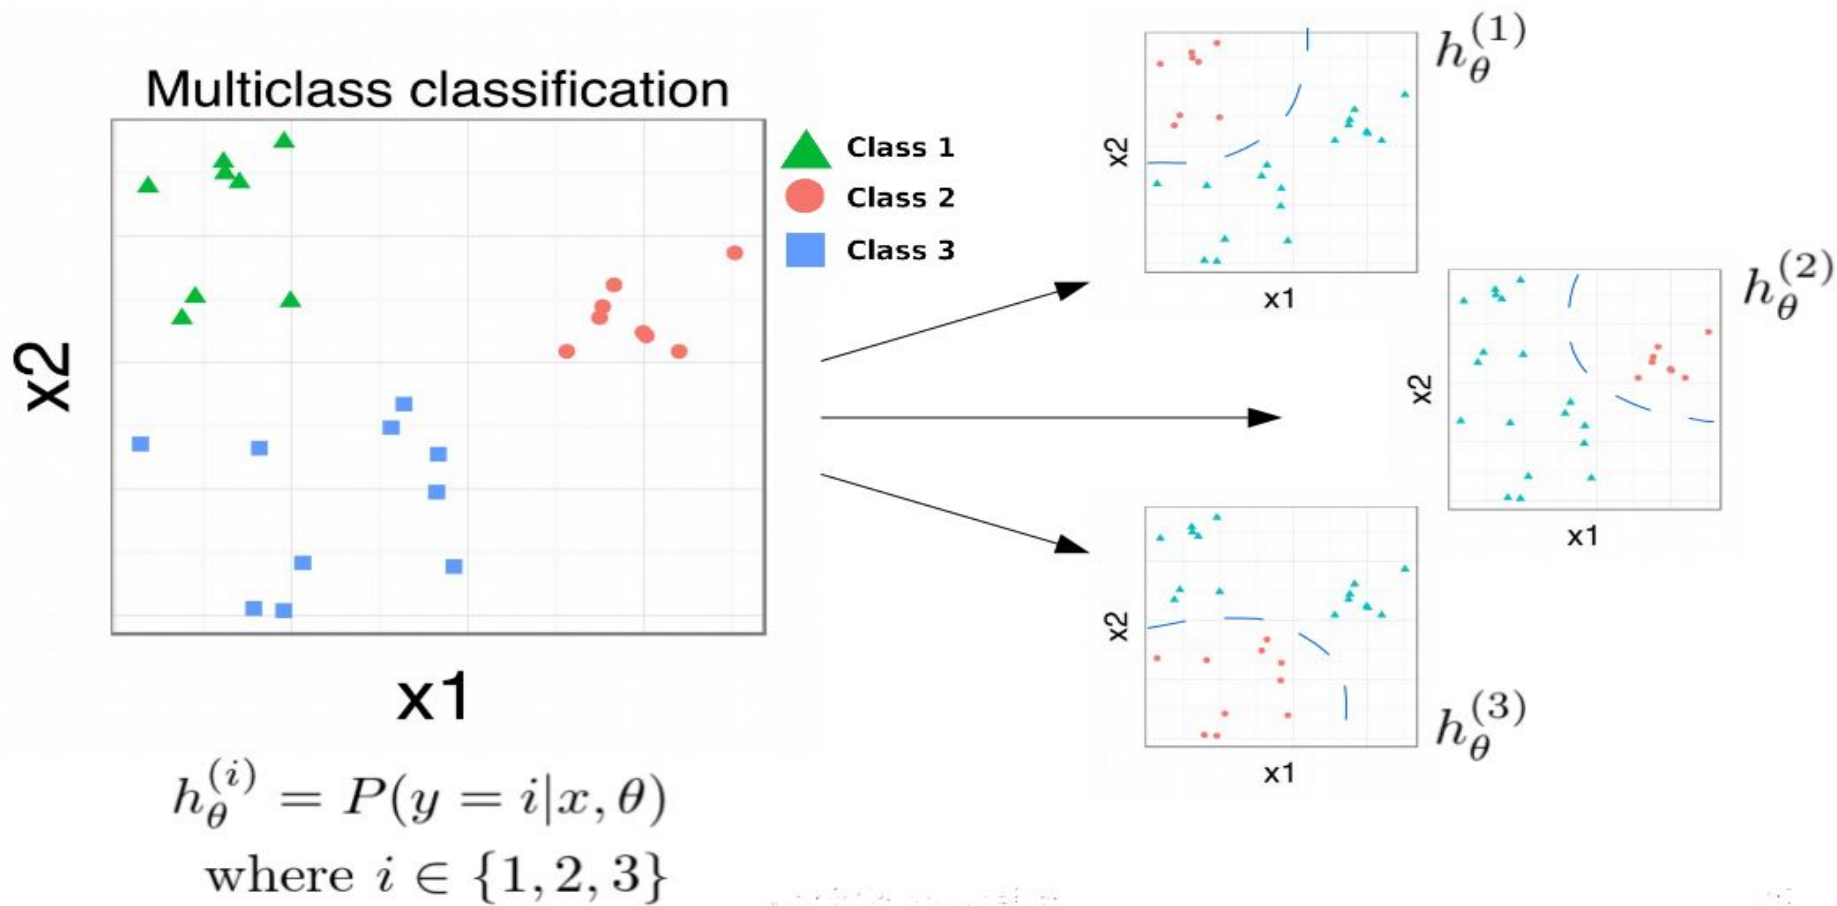 Multiclass classification
Class 1
Class 2
Class 3
x2
x1
h_θ^(i) = P(y = i|x, θ)
where i ∈ {1, 2, 3}
h_θ^(1)
x2
x1
h_θ^(2)
x2
x1
h_θ^(3)
x2
x1